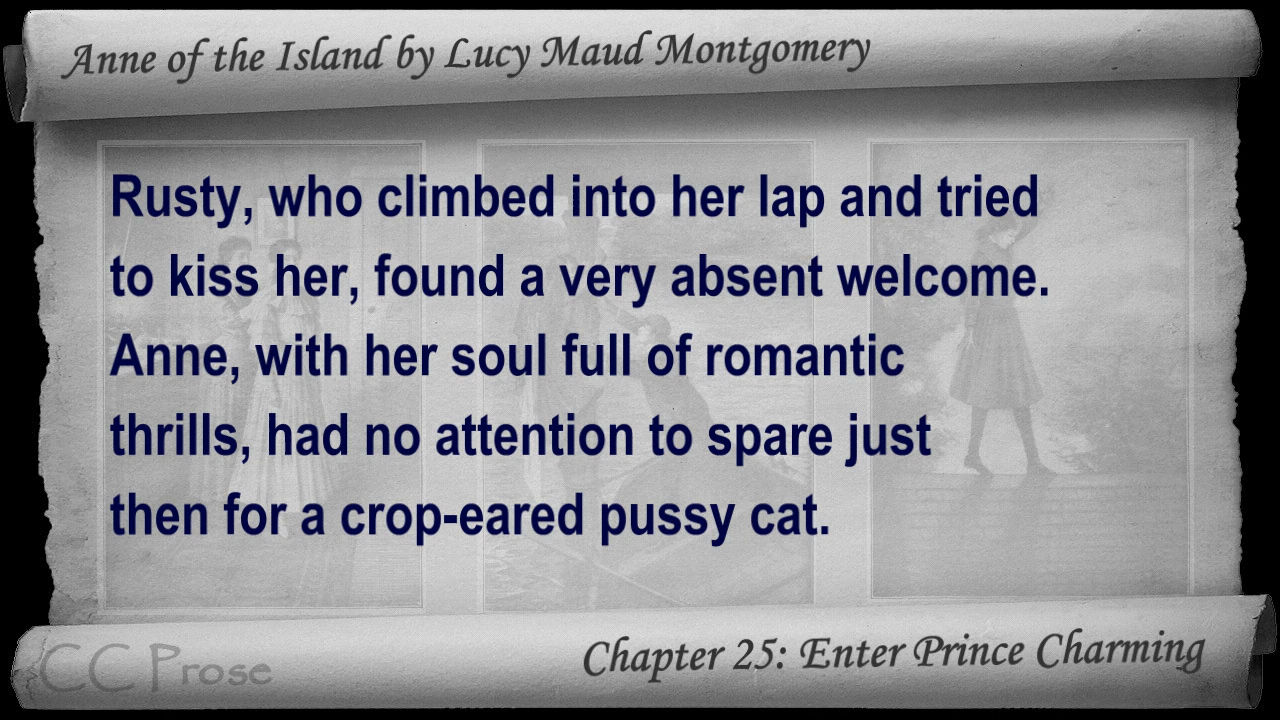 Anne of the Island by Lucy Maud Montgomery
Rusty, who climbed into her lap and tried
to kiss her, found a very absent welcome.
Anne, with her soul full of romantic
thrills, had no attention to spare just
then for a crop-eared pussy cat.
CC Prose
Chapter 25: Enter Prince Charming